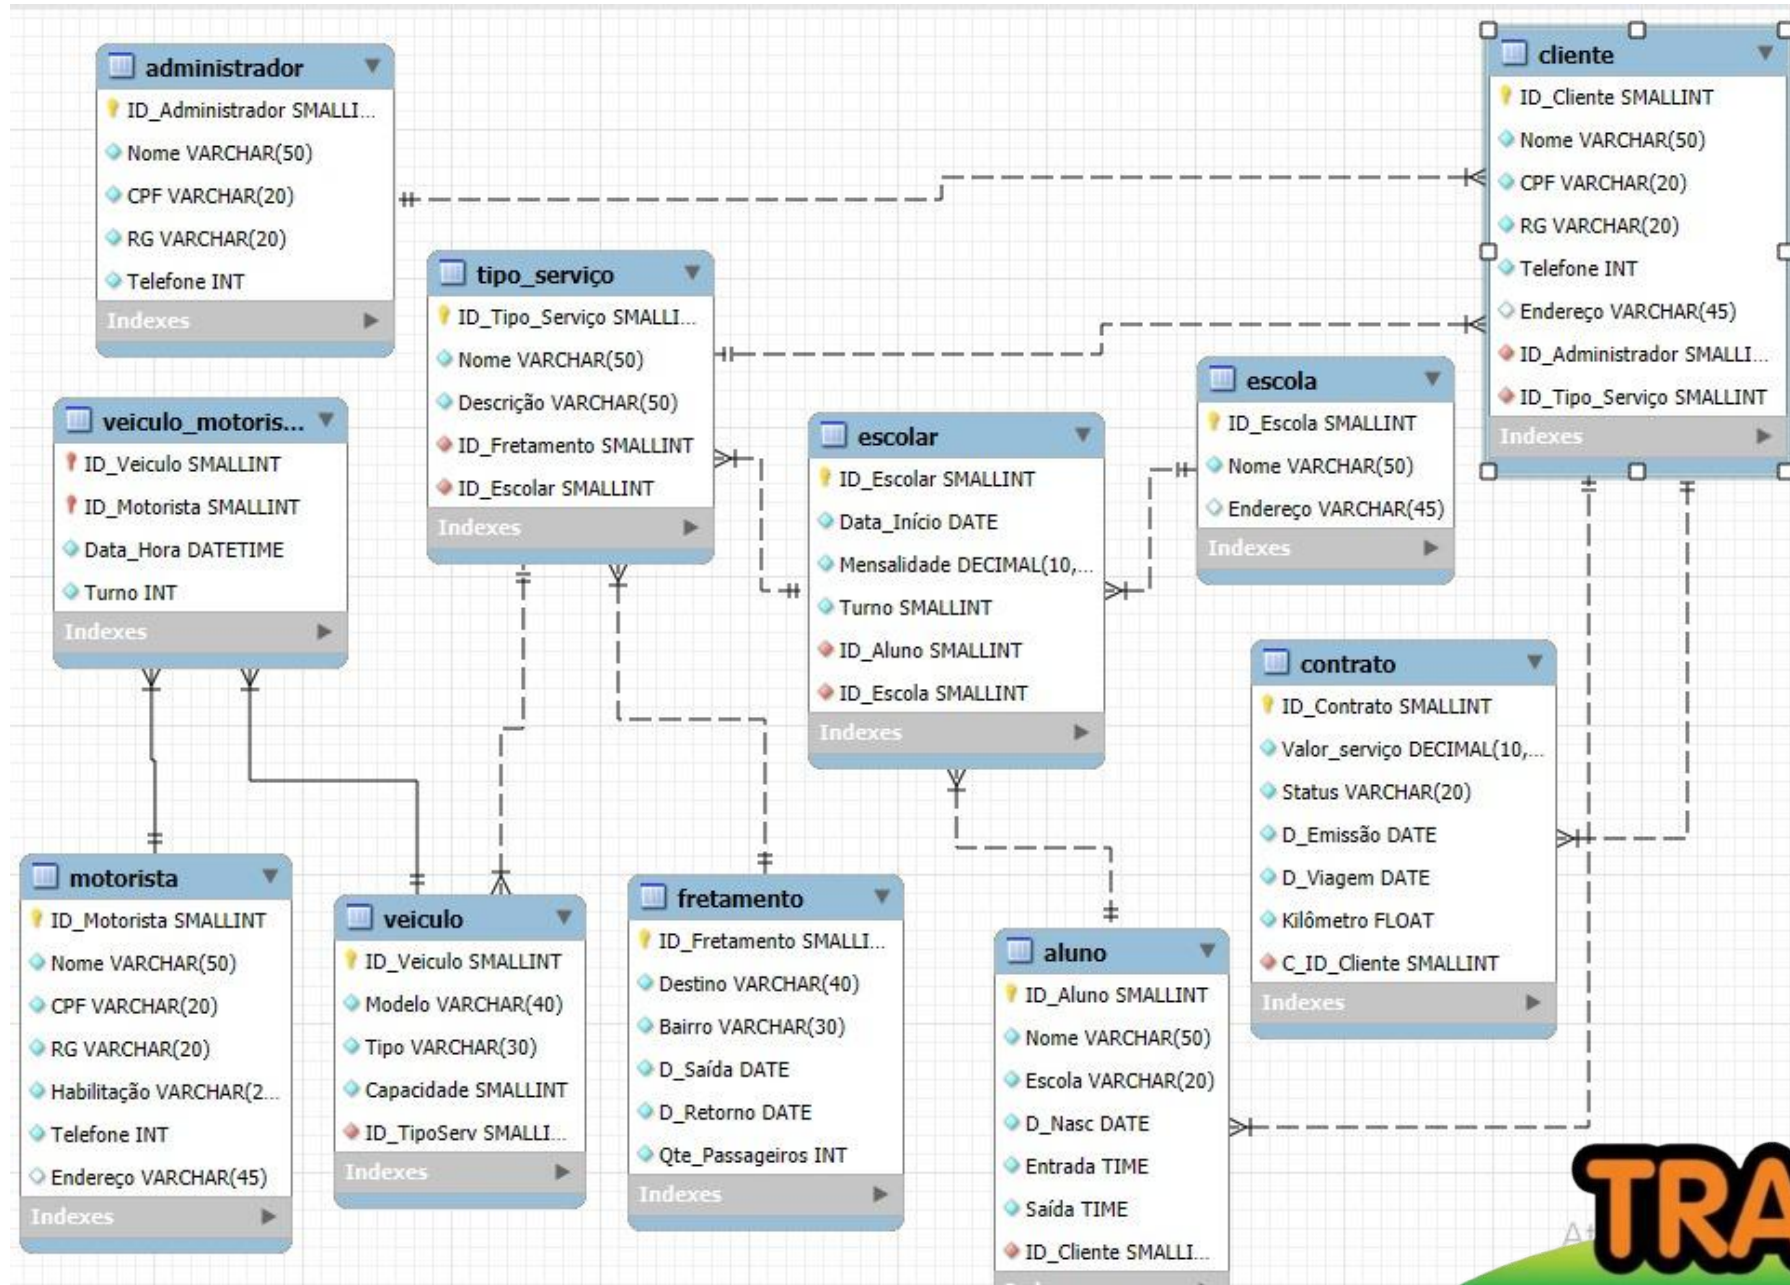 administrador
ID_Administrador SMALLI...
Nome VARCHAR(50)
CPF VARCHAR(20)
RG VARCHAR(20)
Telefone INT
Indexes
cliente
ID_Cliente SMALLINT
Nome VARCHAR(50)
CPF VARCHAR(20)
RG VARCHAR(20)
Telefone INT
Endereço VARCHAR(45)
ID_Administrador SMALLI...
ID_Tipo_Serviço SMALLINT
Indexes
tipo_serviço
ID_Tipo_Serviço SMALLI...
Nome VARCHAR(50)
Descrição VARCHAR(50)
ID_Fretamento SMALLINT
ID_Escolar SMALLINT
Indexes
escola
ID_Escola SMALLINT
Nome VARCHAR(50)
Endereço VARCHAR(45)
Indexes
veiculo_motoris...
ID_Veiculo SMALLINT
ID_Motorista SMALLINT
Data_Hora DATETIME
Turno INT
Indexes
escolar
ID_Escolar SMALLINT
Data_Início DATE
Mensalidade DECIMAL(10,...
Turno SMALLINT
ID_Aluno SMALLINT
ID_Escola SMALLINT
Indexes
contrato
ID_Contrato SMALLINT
Valor_serviço DECIMAL(10,...
Status VARCHAR(20)
D_Emissão DATE
D_Viagem DATE
Kilômetro FLOAT
C_ID_Cliente SMALLINT
Indexes
motorista
ID_Motorista SMALLINT
Nome VARCHAR(50)
CPF VARCHAR(20)
RG VARCHAR(20)
Habilitação VARCHAR(2...
Telefone INT
Endereço VARCHAR(45)
Indexes
veiculo
ID_Veiculo SMALLINT
Modelo VARCHAR(40)
Tipo VARCHAR(30)
Capacidade SMALLINT
ID_TipoServ SMALLI...
Indexes
fretamento
ID_Fretamento SMALLI...
Destino VARCHAR(40)
Bairro VARCHAR(30)
D_Saída DATE
D_Retorno DATE
Qte_Passageiros INT
Indexes
aluno
ID_Aluno SMALLINT
Nome VARCHAR(50)
Escola VARCHAR(20)
D_Nasc DATE
Entrada TIME
Saída TIME
ID_Cliente SMALLI...
TRA